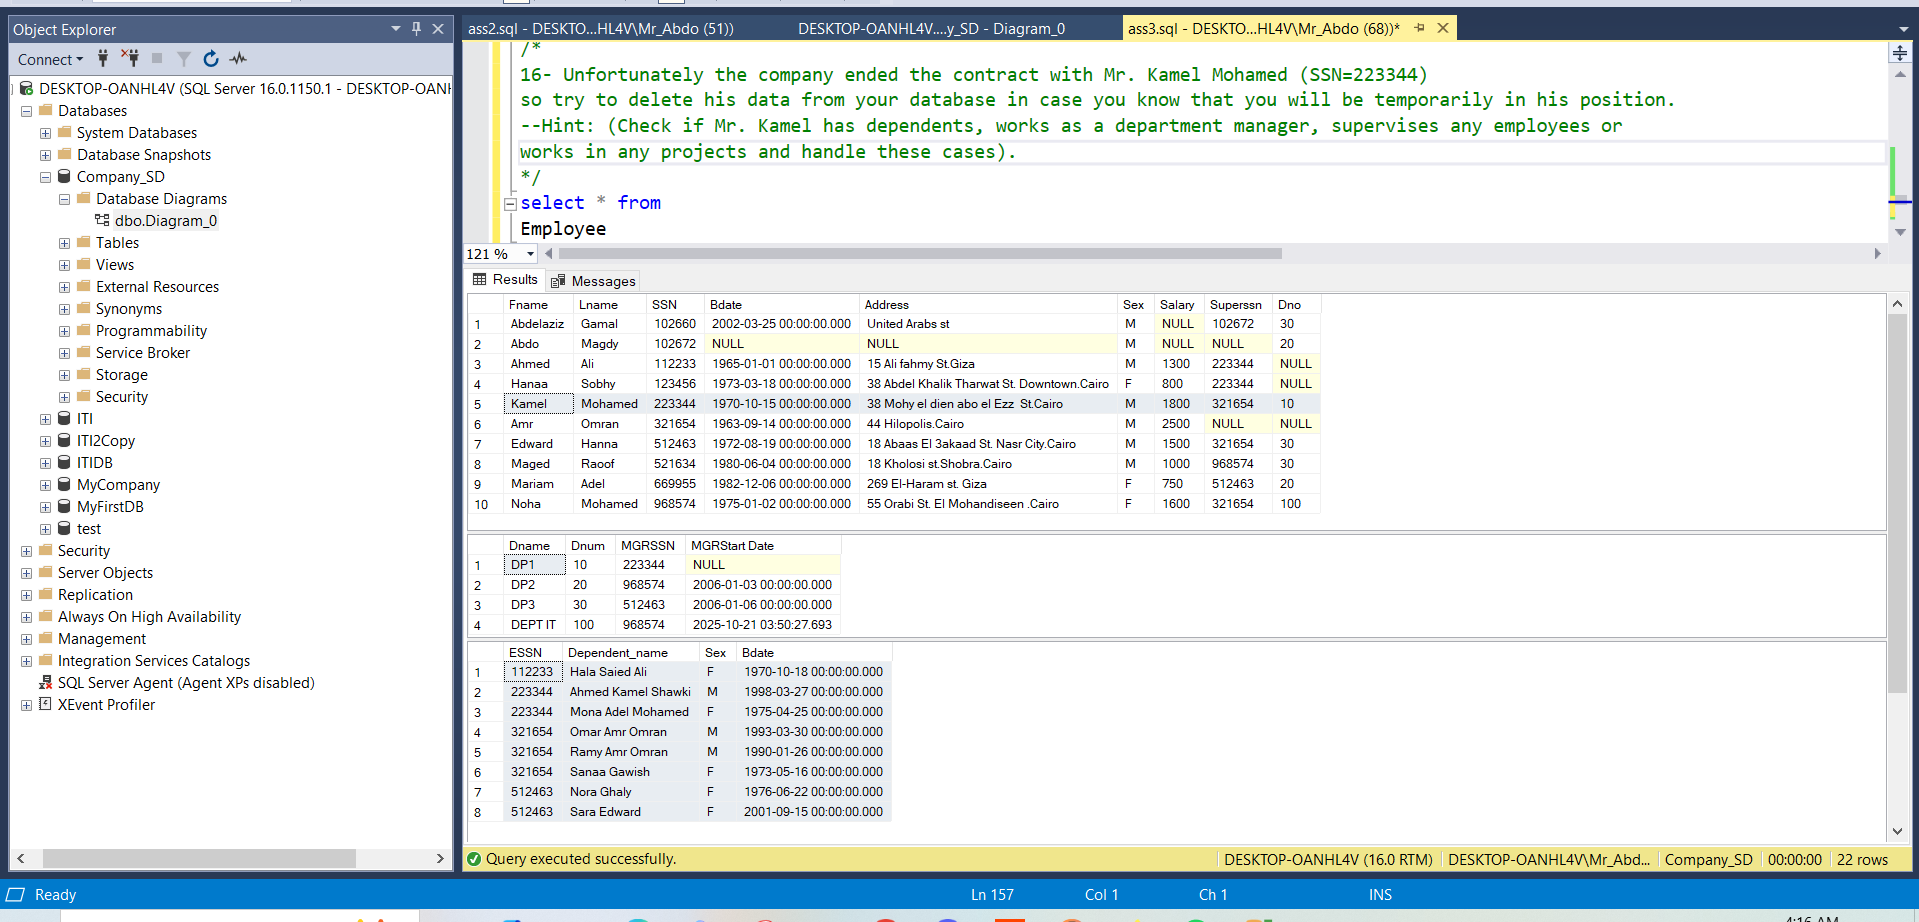 Object Explorer
Connect
DESKTOP-OANHL4V (SQL Server 16.0.1150.1 - DESKTOP-OANH
Databases
System Databases
Database Snapshots
Company_SD
Database Diagrams
dbo.Diagram_0
Tables
Views
External Resources
Synonyms
Programmability
Service Broker
Storage
Security
ITI
ITI2Copy
ITIDB
MyCompany
MyFirstDB
test
Security
Server Objects
Replication
Always On High Availability
Management
Integration Services Catalogs
SQL Server Agent (Agent XPs disabled)
XEvent Profiler
ass2.sql - DESKTO...HL4V\Mr_Abdo (51)) DESKTOP-OANHL4V....y_SD - Diagram_0 ass3.sql - DESKTO...HL4V\Mr_Abdo (68))*
/*
16- Unfortunately the company ended the contract with Mr. Kamel Mohamed (SSN=223344)
so try to delete his data from your database in case you know that you will be temporarily in his position.
--Hint: (Check if Mr. Kamel has dependents, works as a department manager, supervises any employees or
works in any projects and handle these cases).
*/
select * from
Employee
121 %
Results Messages
Fname Lname SSN Bdate Address Sex Salary Superssn Dno
1 Abdelaziz Gamal 102660 2002-03-25 00:00:00.000 United Arabs st M NULL 102672 30
2 Abdo Magdy 102672 NULL NULL M NULL NULL 20
3 Ahmed Ali 112233 1965-01-01 00:00:00.000 15 Ali fahmy St.Giza M 1300 223344 NULL
4 Hanaa Sobhy 123456 1973-03-18 00:00:00.000 38 Abdel Khalik Tharwat St. Downtown.Cairo F 800 223344 NULL
5 Kamel Mohamed 223344 1970-10-15 00:00:00.000 38 Mohy el dien abo el Ezz St.Cairo M 1800 321654 10
6 Amr Omran 321654 1963-09-14 00:00:00.000 44 Hilopolis.Cairo M 2500 NULL NULL
7 Edward Hanna 512463 1972-08-19 00:00:00.000 18 Abaas El 3akaad St. Nasr City.Cairo M 1500 321654 30
8 Maged Raoof 521634 1980-06-04 00:00:00.000 18 Kholosi st.Shobra.Cairo M 1000 968574 30
9 Mariam Adel 669955 1982-12-06 00:00:00.000 269 El-Haram st. Giza F 750 512463 20
10 Noha Mohamed 968574 1975-01-02 00:00:00.000 55 Orabi St. El Mohandiseen .Cairo F 1600 321654 100
Dname Dnum MGRSSN MGRStart Date
1 DP1 10 223344 NULL
2 DP2 20 968574 2006-01-03 00:00:00.000
3 DP3 30 512463 2006-01-06 00:00:00.000
4 DEPT IT 100 968574 2025-10-21 03:50:27.693
ESSN Dependent_name Sex Bdate
1 112233 Hala Saied Ali F 1970-10-18 00:00:00.000
2 223344 Ahmed Kamel Shawki M 1998-03-27 00:00:00.000
3 223344 Mona Adel Mohamed F 1975-04-25 00:00:00.000
4 321654 Omar Amr Omran M 1993-03-30 00:00:00.000
5 321654 Ramy Amr Omran M 1990-01-26 00:00:00.000
6 321654 Sanaa Gawish F 1973-05-16 00:00:00.000
7 512463 Nora Ghaly F 1976-06-22 00:00:00.000
8 512463 Sara Edward F 2001-09-15 00:00:00.000
Query executed successfully. DESKTOP-OANHL4V (16.0 RTM) DESKTOP-OANHL4V\Mr_Abd... Company_SD 00:00:00 22 rows
Ready Ln 157 Col 1 Ch 1 INS
4:16 AM